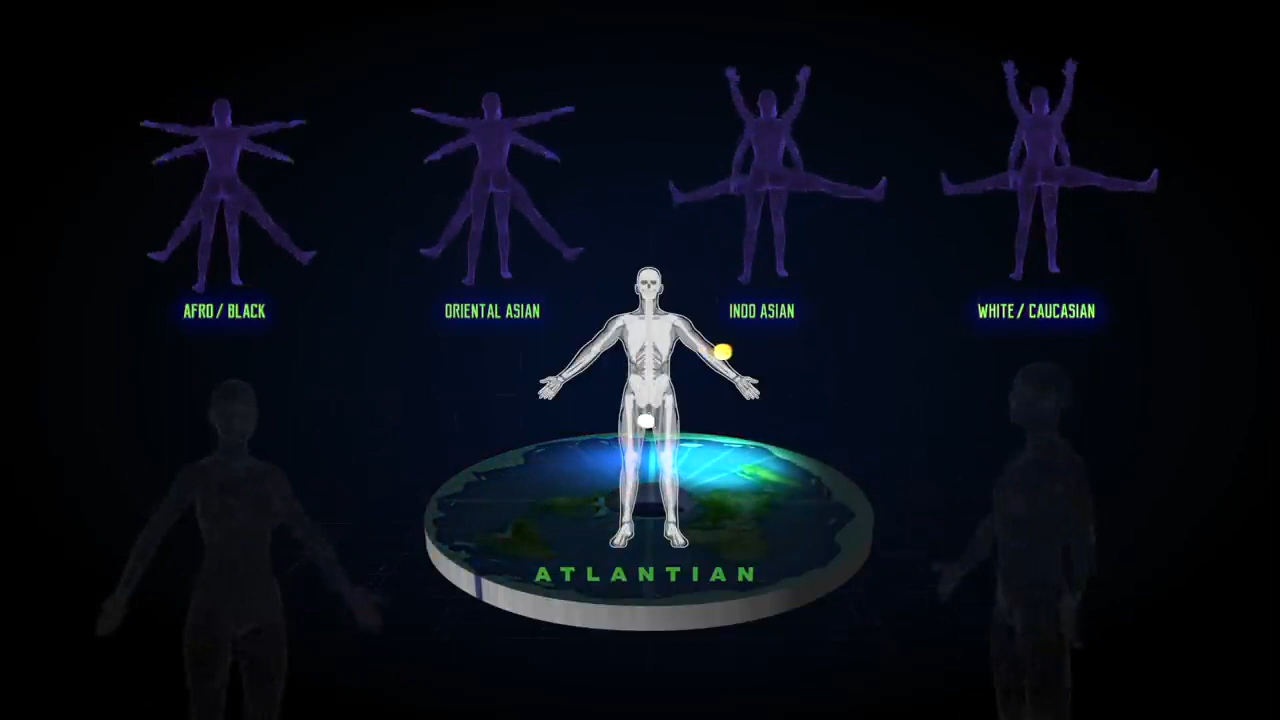 AFRO / BLACK
ORIENTAL ASIAN
INDO ASIAN
WHITE / CAUCASIAN
ATLANTIAN